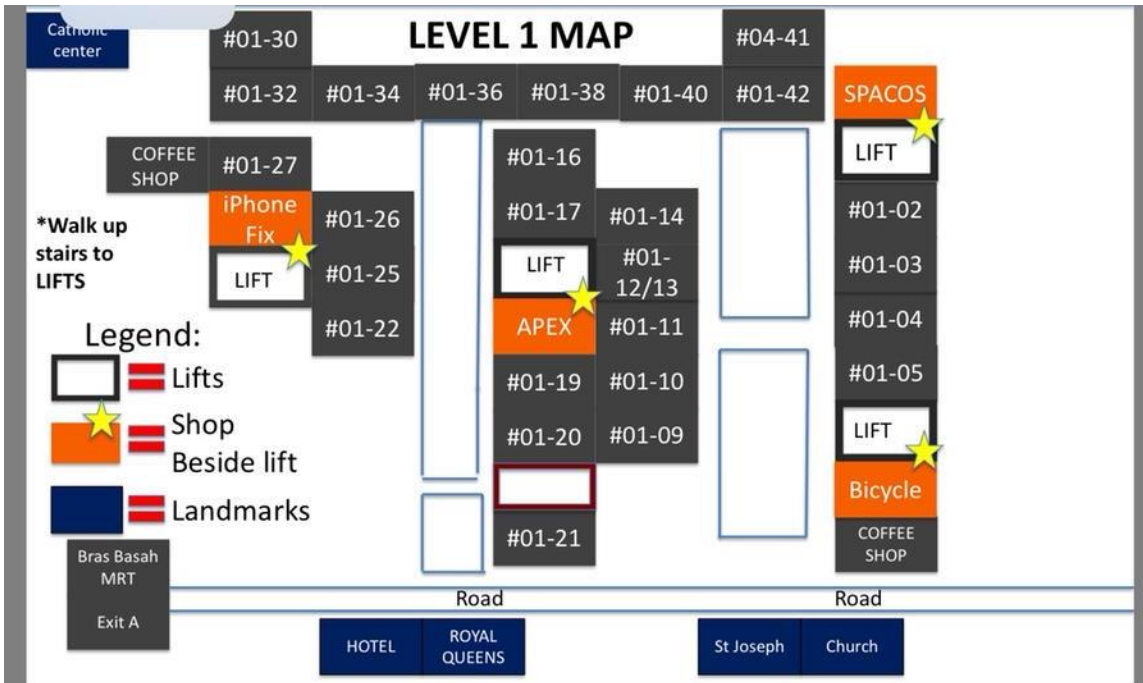 LEVEL 1 MAP
Catholic
center
#01-30
#04-41
#01-32
#01-34
#01-36
#01-38
#01-40
#01-42
SPACOS
LIFT
COFFEE
SHOP
#01-27
#01-16
iPhone
Fix
#01-26
#01-17
#01-14
#01-02
*Walk up
stairs to
LIFTS
LIFT
#01-25
LIFT
#01-
12/13
#01-03
#01-22
APEX
#01-11
#01-04
Legend:
Lifts
#01-19
#01-10
#01-05
Shop
Beside lift
#01-20
#01-09
LIFT
Bicycle
Landmarks
#01-21
COFFEE
SHOP
Bras Basah
MRT
Exit A
Road
Road
HOTEL
ROYAL
QUEENS
St Joseph
Church